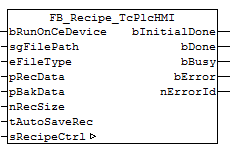 FB_Recipe_TcPlcHMI
bRunOnCeDevice bInitialDone
sgFilePath bDone
eFileType bBusy
pRecData bError
pBakData nErrorId
nRecSize
tAutoSaveRec
sRecipeCtrl ▷